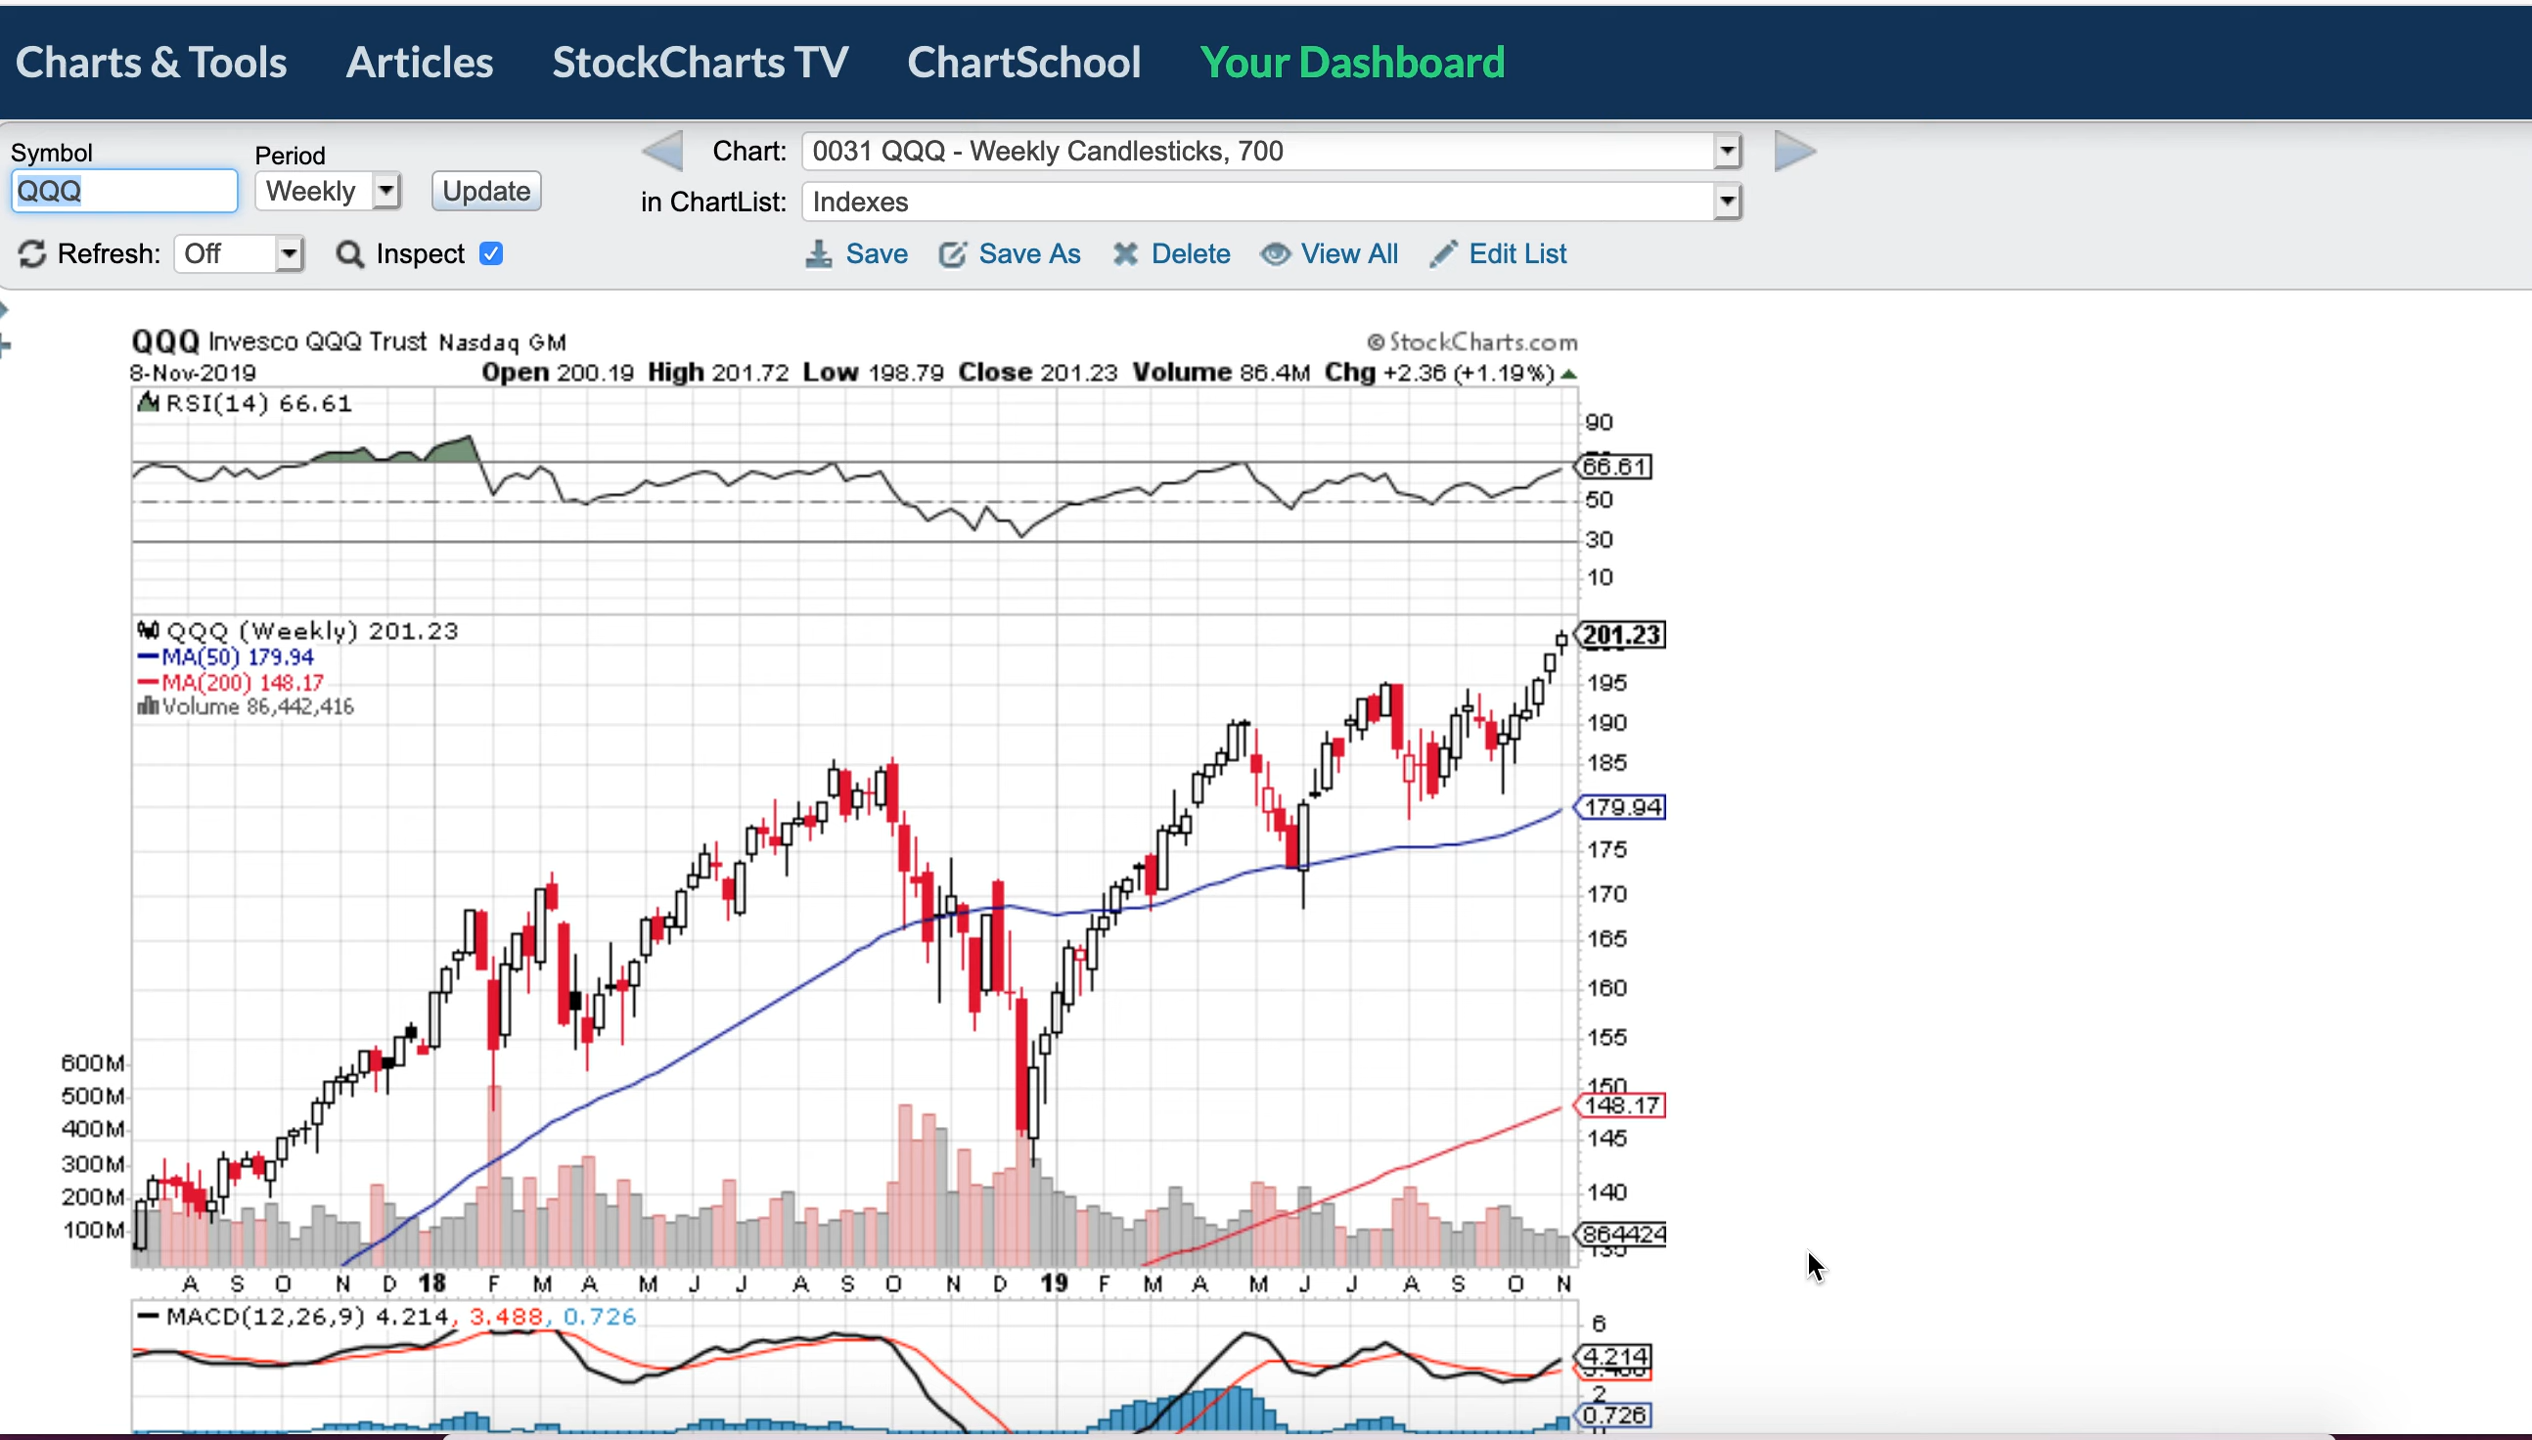 Charts & Tools Articles StockCharts TV ChartSchool Your Dashboard
Symbol Period Chart: 0031 QQQ - Weekly Candlesticks, 700
QQQ Weekly Update in ChartList: Indexes
Refresh: Off Inspect Save Save As Delete View All Edit List
QQQ Invesco QQQ Trust Nasdaq GM © StockCharts.com
8-Nov-2019 Open 200.19 High 201.72 Low 198.79 Close 201.23 Volume 86.4M Chg +2.36 (+1.19%)
RSI(14) 66.61
90
66.61
50
30
10
QQQ (Weekly) 201.23
MA(50) 179.94
MA(200) 148.17
Volume 86,442,416
201.23
195
190
185
179.94
175
170
165
160
155
150
148.17
145
140
864424
600M
500M
400M
300M
200M
100M
A S O N D 18 F M A M J J A S O N D 19 F M A M J J A S O N
MACD(12,26,9) 4.214, 3.488, 0.726
6
4.214
2
0.726